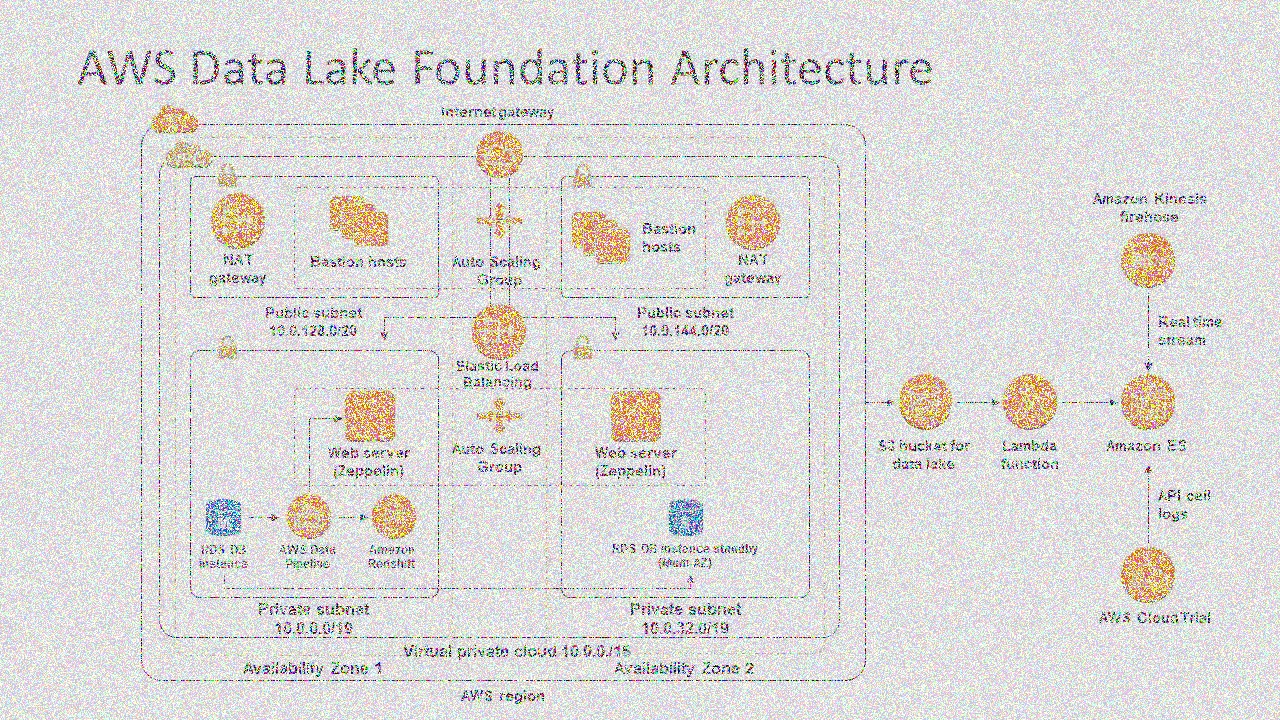 AWS Data Lake Foundation Architecture
Internet gateway
NAT
gateway
Bastion hosts
Auto Scaling
Group
Bastion
hosts
NAT
gateway
Public subnet
10.0.128.0/20
Public subnet
10.0.144.0/20
Elastic Load
Balancing
Web server
(Zeppelin)
Auto Scaling
Group
Web server
(Zeppelin)
RDS DB
instance
AWS Data
Pipeline
Amazon
Redshift
RDS DB instance standby
(Multi AZ)
Private subnet
10.0.0.0/19
Private subnet
10.0.32.0/19
Virtual private cloud 10.0.0./16
Availability Zone 1
Availability Zone 2
AWS region
S3 bucket for
data lake
Lambda
function
Amazon ES
Amazon Kinesis
firehose
Real time
stream
API call
logs
AWS CloudTrial